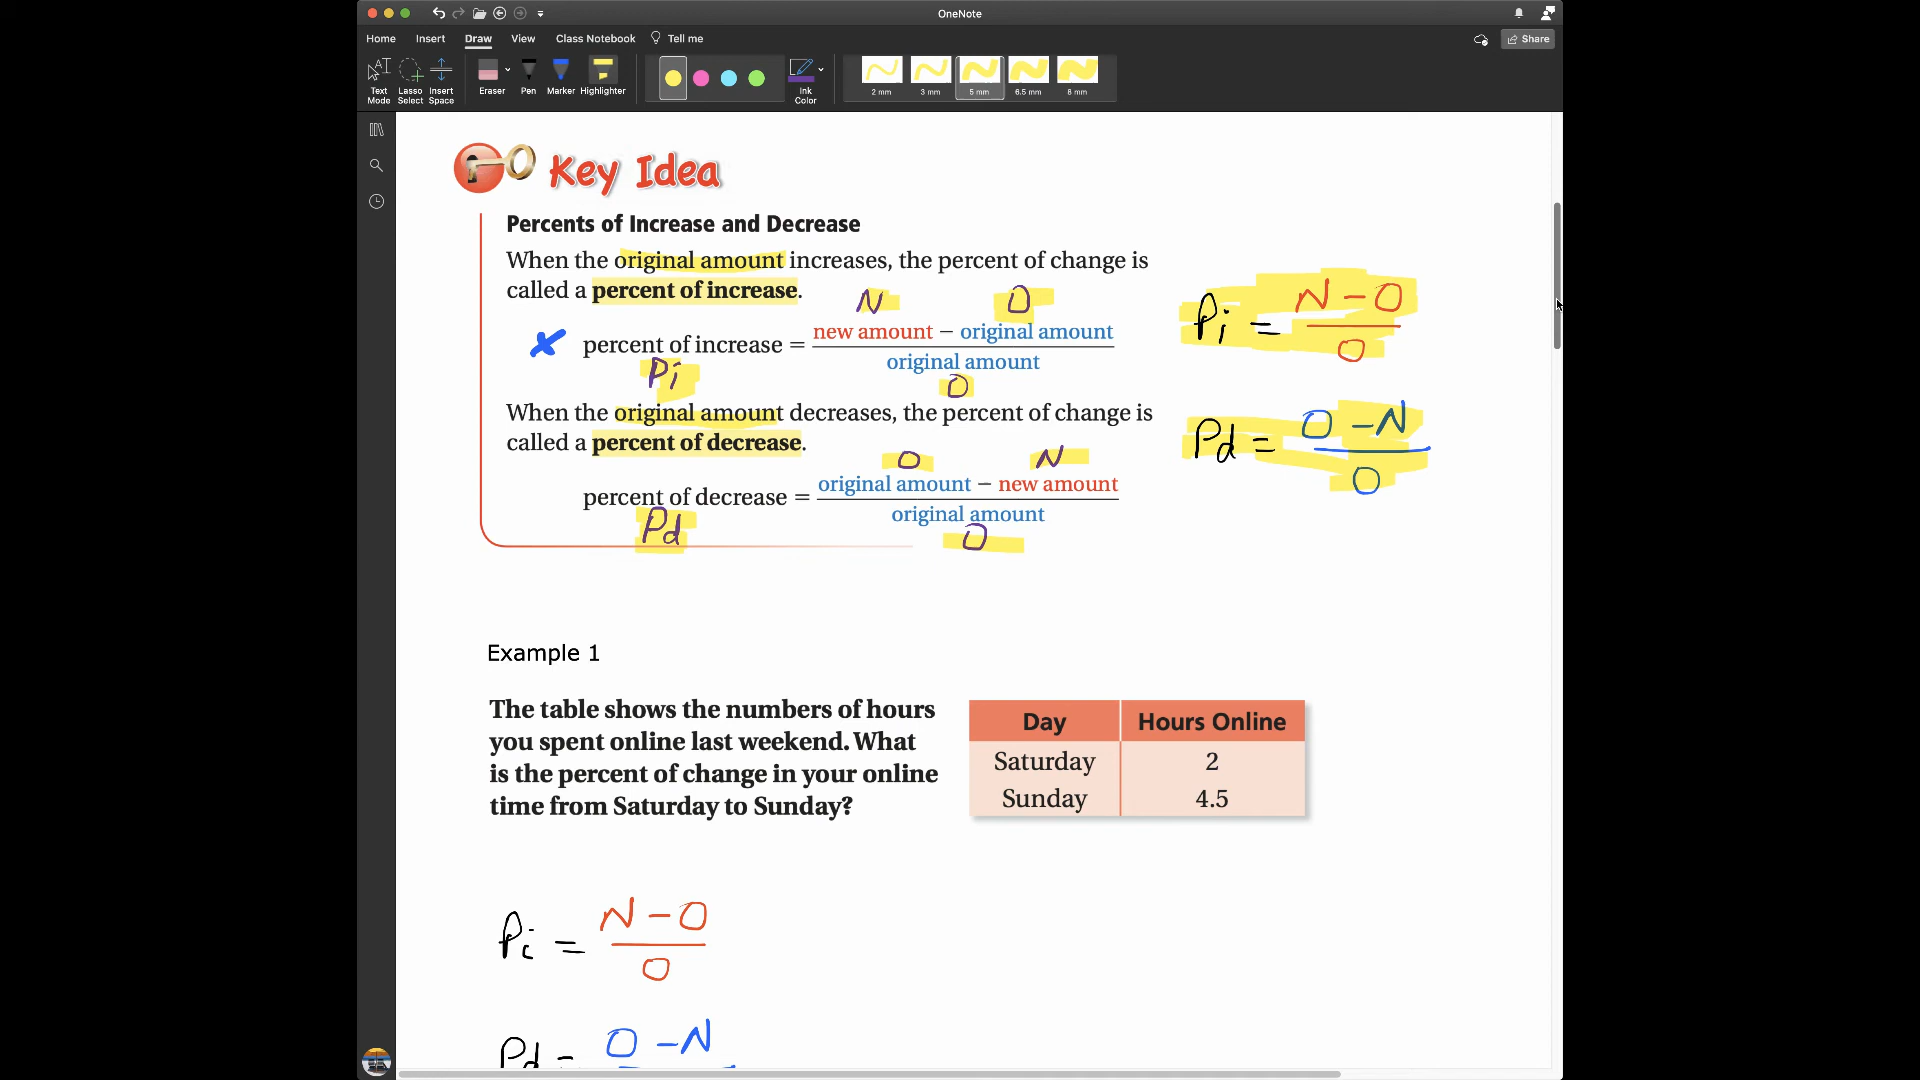 OneNote
Home Insert Draw View Class Notebook Tell me Share
Text Mode Lasso Select Insert Space Eraser Pen Marker Highlighter Ink Color 2 mm 3 mm 5 mm 6.5 mm 8 mm
Key Idea
Percents of Increase and Decrease
When the original amount increases, the percent of change is
called a percent of increase.
N O
percent of increase = new amount − original amount
original amount
Pi
O
Pi = N − O
O
When the original amount decreases, the percent of change is
called a percent of decrease.
O N
percent of decrease = original amount − new amount
original amount
Pd
O
Pd = O − N
O
Example 1
The table shows the numbers of hours
you spent online last weekend. What
is the percent of change in your online
time from Saturday to Sunday?
Day Hours Online
Saturday 2
Sunday 4.5
Pi = N − O
O
Pd = O − N